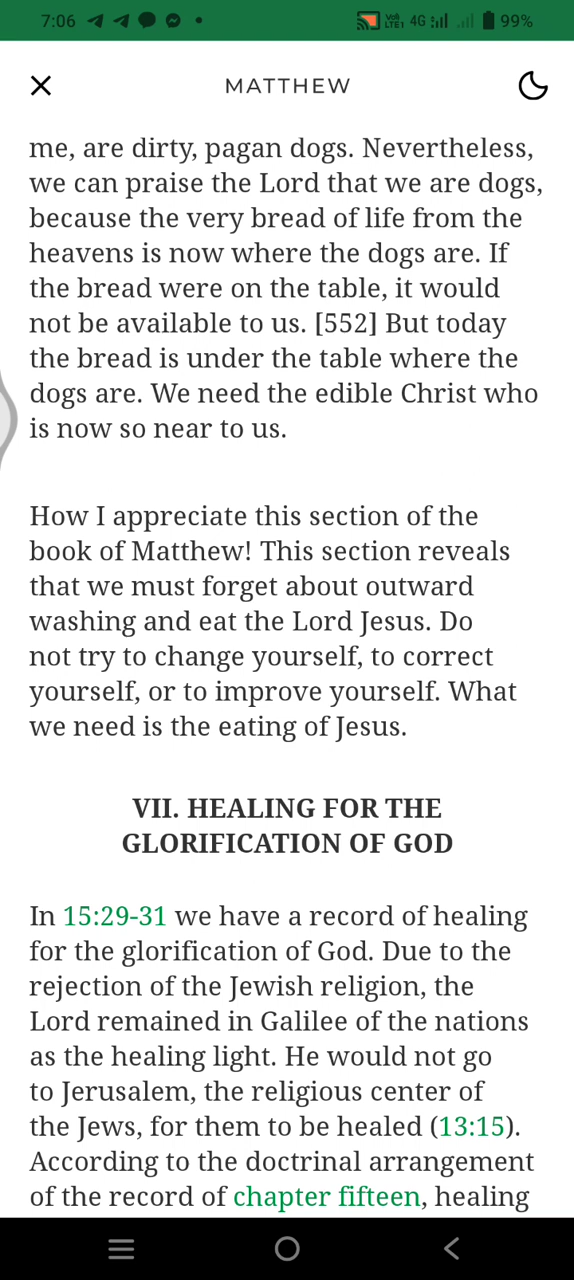 7:06
Vo)) LTE1 4G 99%
MATTHEW
me, are dirty, pagan dogs. Nevertheless,
we can praise the Lord that we are dogs,
because the very bread of life from the
heavens is now where the dogs are. If
the bread were on the table, it would
not be available to us. [552] But today
the bread is under the table where the
dogs are. We need the edible Christ who
is now so near to us.
How I appreciate this section of the
book of Matthew! This section reveals
that we must forget about outward
washing and eat the Lord Jesus. Do
not try to change yourself, to correct
yourself, or to improve yourself. What
we need is the eating of Jesus.
VII. HEALING FOR THE
GLORIFICATION OF GOD
In 15:29-31 we have a record of healing
for the glorification of God. Due to the
rejection of the Jewish religion, the
Lord remained in Galilee of the nations
as the healing light. He would not go
to Jerusalem, the religious center of
the Jews, for them to be healed (13:15).
According to the doctrinal arrangement
of the record of chapter fifteen, healing